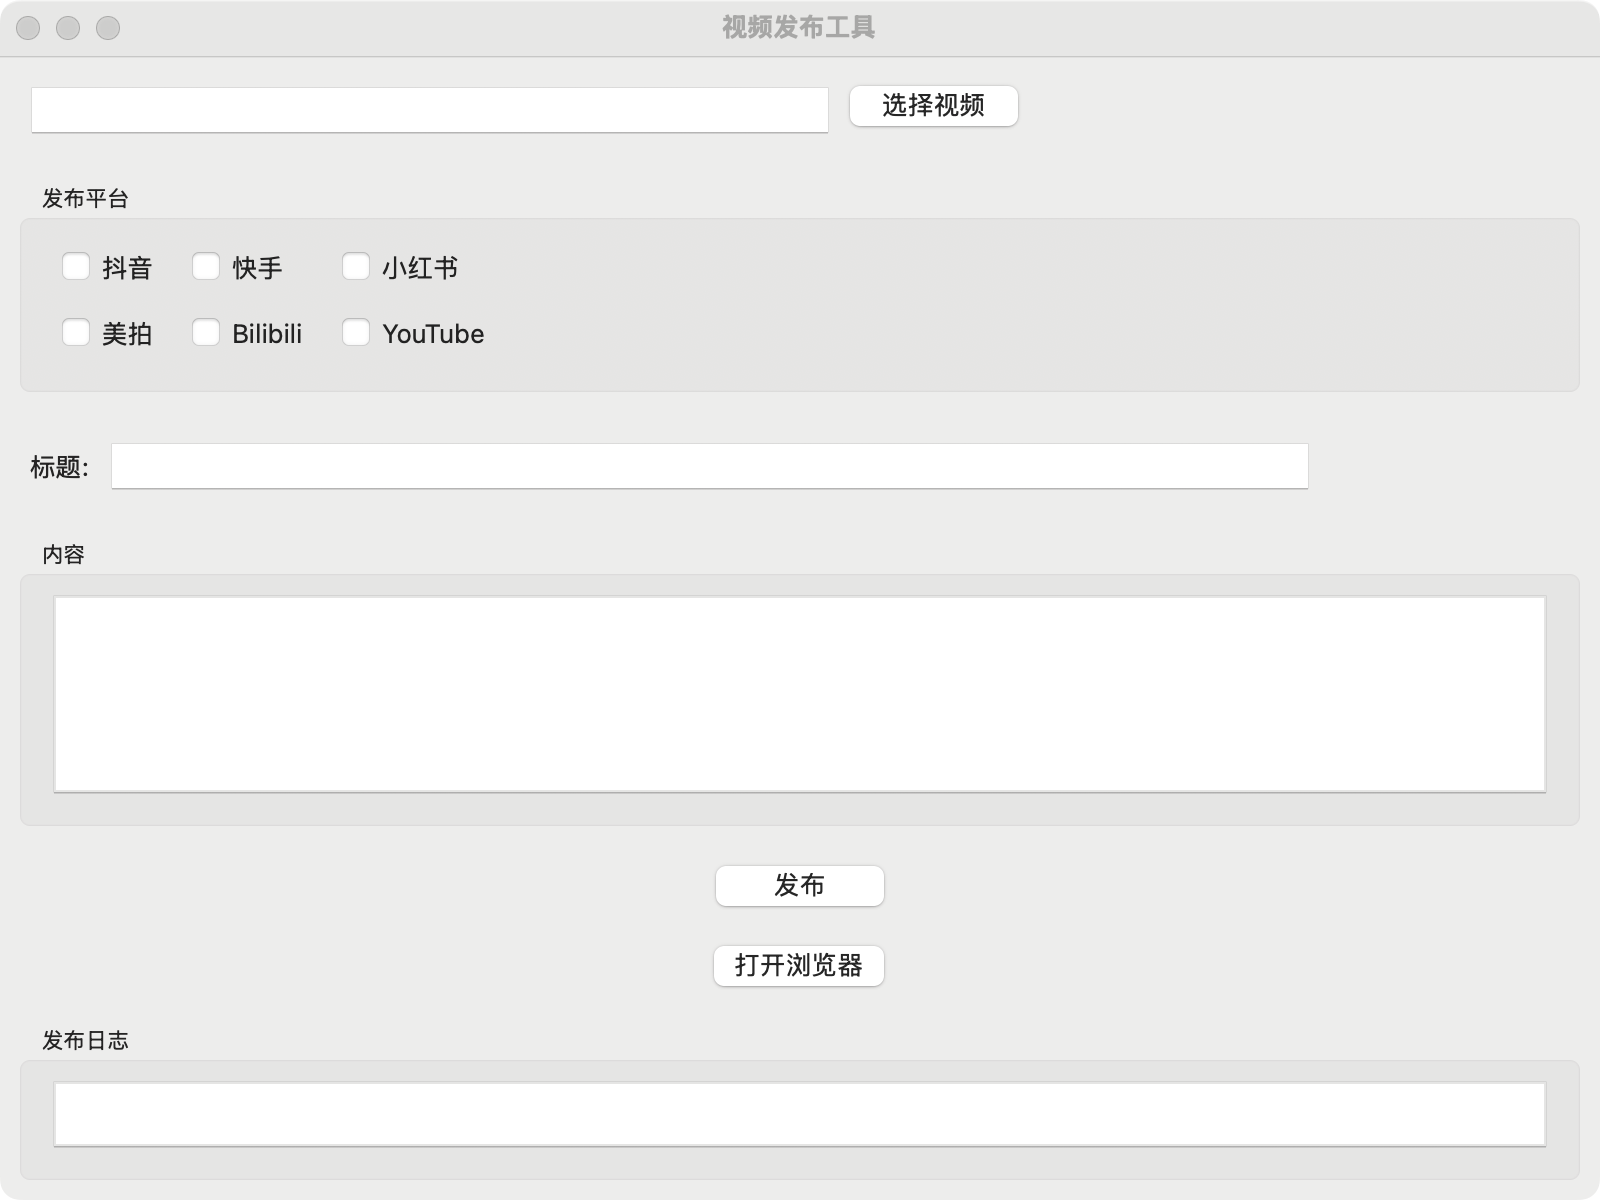 视频发布工具
选择视频
发布平台
抖音 快手 小红书
美拍 Bilibili YouTube
标题:
内容
发布
打开浏览器
发布日志